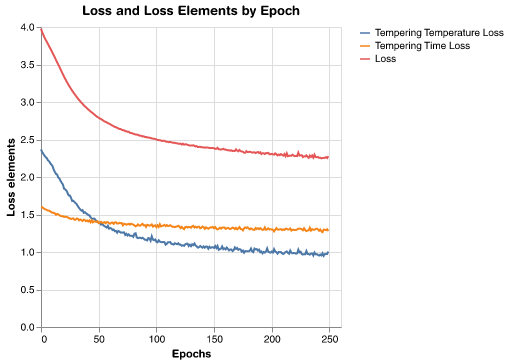 Loss and Loss Elements by Epoch
Tempering Temperature Loss
Tempering Time Loss
Loss
Loss elements
4.0
3.5
3.0
2.5
2.0
1.5
1.0
0.5
0.0
0 50 100 150 200 250
Epochs